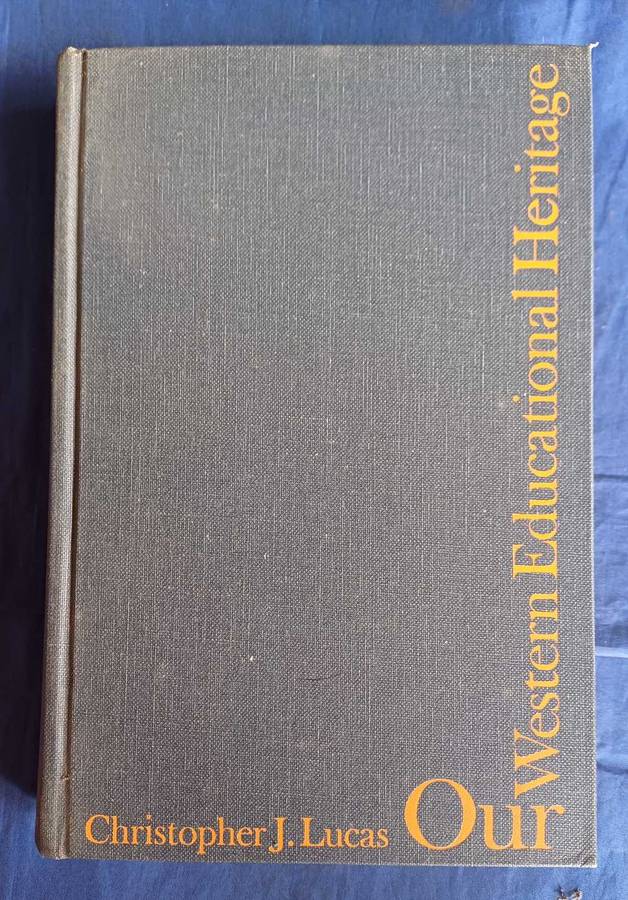 Christopher J. Lucas
Our
Western Educational Heritage